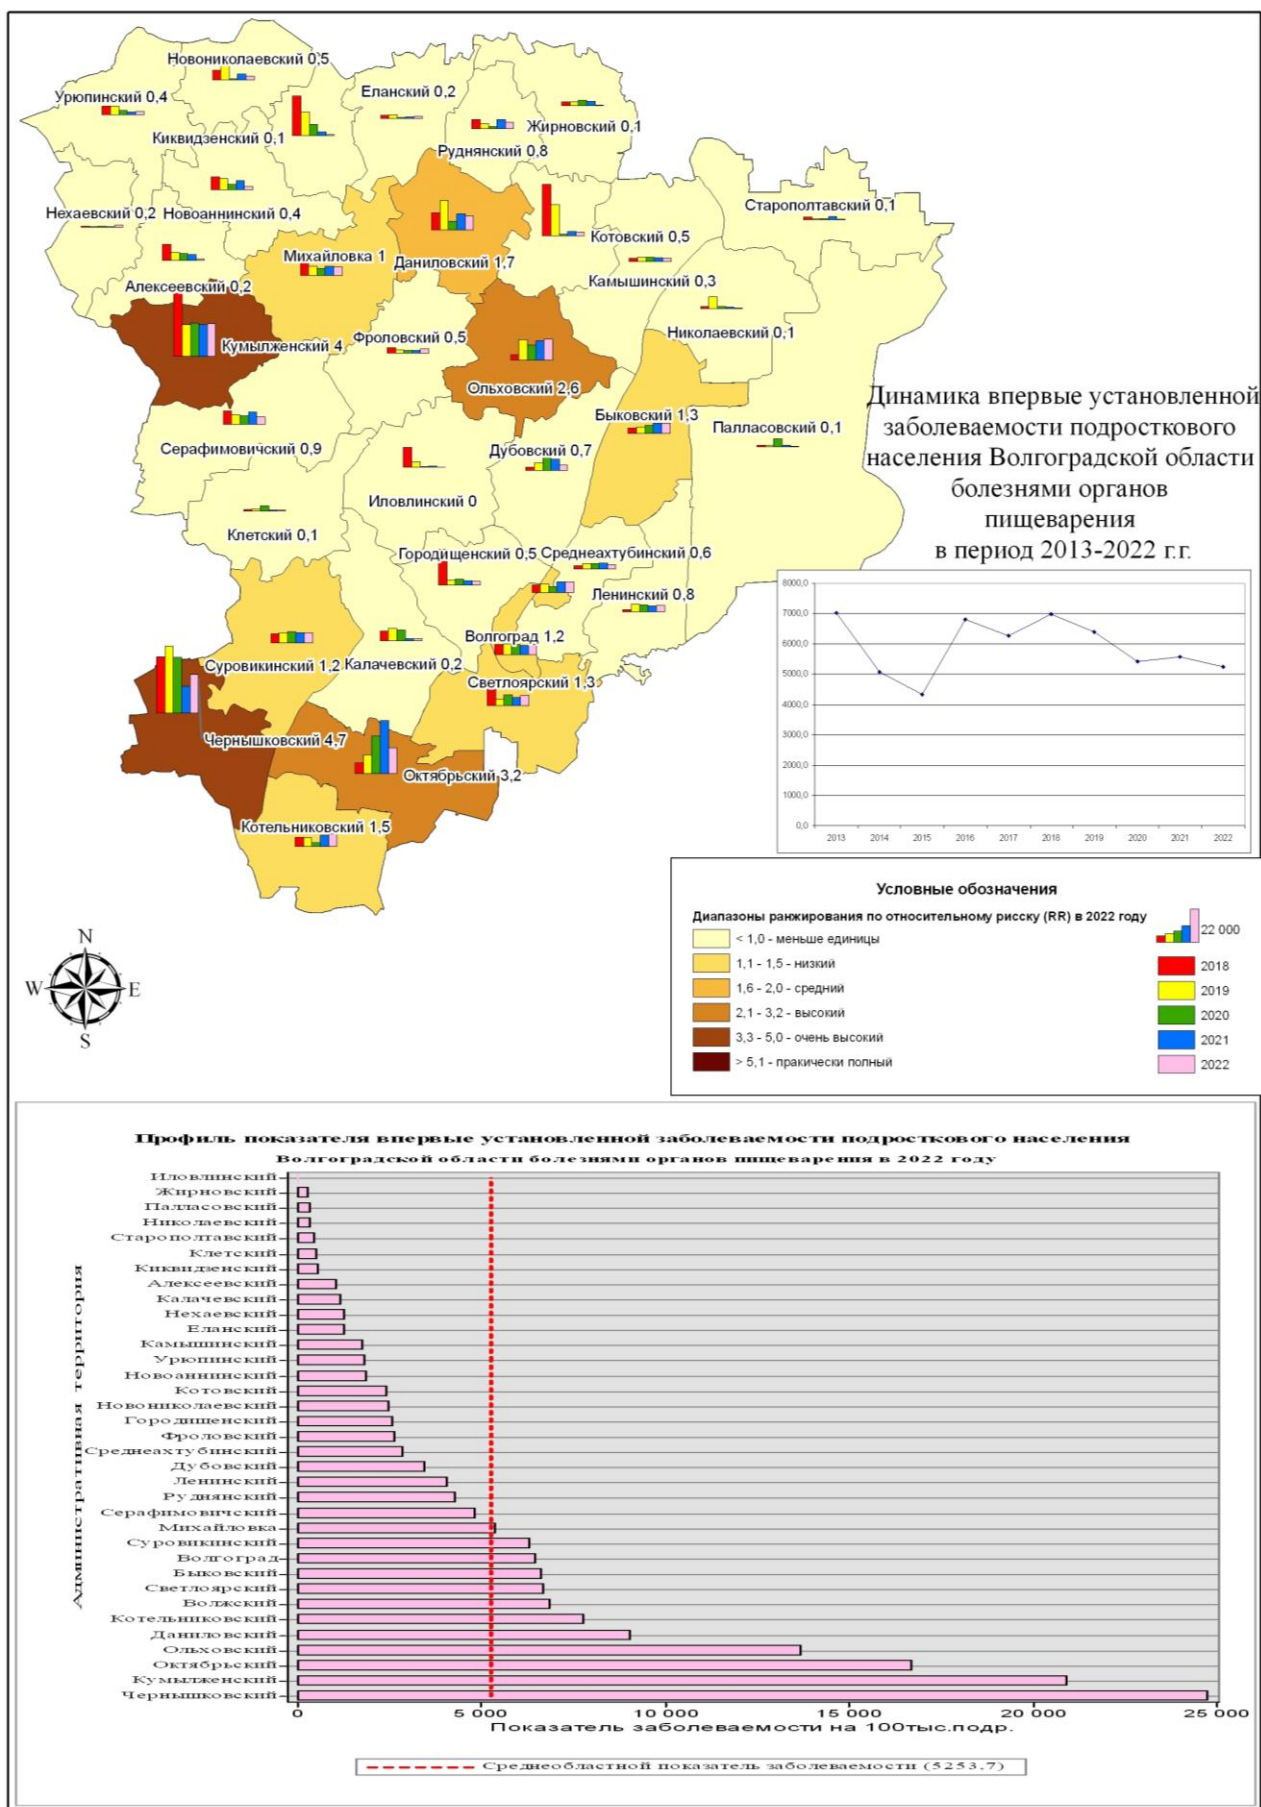 Новониколаевский 0,5
Урюпинский 0,4
Еланский 0,2
Киквидзенский 0,1
Жирновский 0,1
Руднянский 0,8
Нехаевский 0,2
Новоаннинский 0,4
Старополтавский 0,1
Котовский 0,5
Михайловка 1
Даниловский 1,7
Камышинский 0,3
Алексеевский 0,2
Николаевский 0,1
Фроловский 0,5
Кумылженский 4
Ольховский 2,6
Быковский 1,3
Палласовский 0,1
Серафимовичский 0,9
Дубовский 0,7
Иловлинский 0
Клетский 0,1
Городищенский 0,5
Среднеахтубинский 0,6
Ленинский 0,8
Волгоград 1,2
Суровикинский 1,2
Калачевский 0,2
Светлоярский 1,3
Чернышковский 4,7
Октябрьский 3,2
Котельниковский 1,5
Динамика впервые установленной
заболеваемости подросткового
населения Волгоградской области
болезнями органов
пищеварения
в период 2013-2022 г.г.
8000,0
7000,0
6000,0
5000,0
4000,0
3000,0
2000,0
1000,0
0,0
2013 2014 2015 2016 2017 2018 2019 2020 2021 2022
Условные обозначения
Диапазоны ранжирования по относительному рисску (RR) в 2022 году
< 1,0 - меньше единицы
1,1 - 1,5 - низкий
1,6 - 2,0 - средний
2,1 - 3,2 - высокий
3,3 - 5,0 - очень высокий
> 5,1 - пракически полный
22 000
2018
2019
2020
2021
2022
N
W E
S
Профиль показателя впервые установленной заболеваемости подросткового населения
Волгоградской области болезнями органов пищеварения в 2022 году
Административная территория
Иловлинский
Жирновский
Палласовский
Николаевский
Старополтавский
Клетский
Киквидзенский
Алексеевский
Калачевский
Нехаевский
Еланский
Камышинский
Урюпинский
Новоаннинский
Котовский
Новониколаевский
Городищенский
Фроловский
Среднеахтубинский
Дубовский
Ленинский
Руднянский
Серафимовичский
Михайловка
Суровикинский
Волгоград
Быковский
Светлоярский
Волжский
Котельниковский
Даниловский
Ольховский
Октябрьский
Кумылженский
Чернышковский
0 5 000 10 000 15 000 20 000 25 000
Показатель заболеваемости на 100тыс.подр.
Среднеобластной показатель заболеваемости (5253,7)